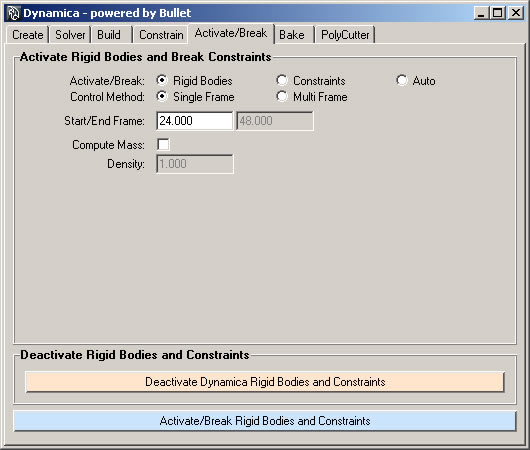 Dynamica - powered by Bullet
Create Solver Build Constrain Activate/Break Bake PolyCutter
Activate Rigid Bodies and Break Constraints
Activate/Break: Rigid Bodies Constraints Auto
Control Method: Single Frame Multi Frame
Start/End Frame: 24.000 48.000
Compute Mass:
Density: 1.000
Deactivate Rigid Bodies and Constraints
Deactivate Dynamica Rigid Bodies and Constraints
Activate/Break Rigid Bodies and Constraints